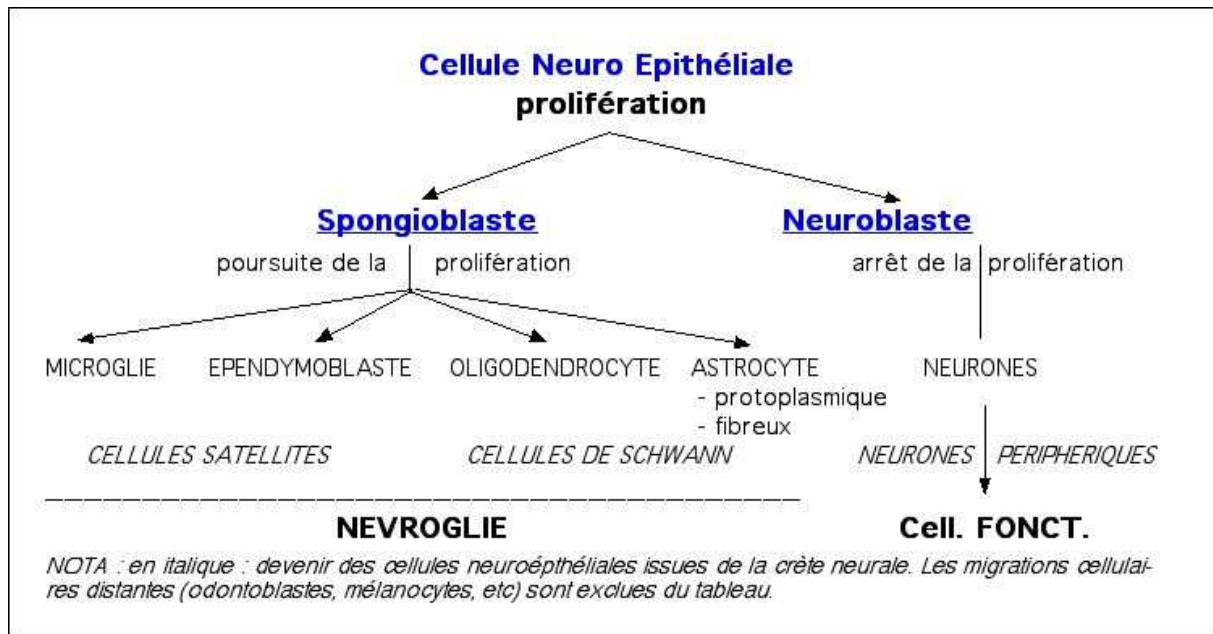 Cellule Neuro Epithéliale
prolifération
Spongioblaste Neuroblaste
poursuite de la prolifération arrêt de la prolifération
MICROGLIE EPENDYMOBLASTE OLIGODENDROCYTE ASTROCYTE NEURONES
- protoplasmique
- fibreux
CELLULES SATELLITES CELLULES DE SCHWANN NEURONES PERIPHERIQUES
NEVROGLIE Cell. FONCT.
NOTA : en italique : devenir des cellules neuroépthéliales issues de la crète neurale. Les migrations cellulai-
res distantes (odontoblastes, mélanocytes, etc) sont exclues du tableau.